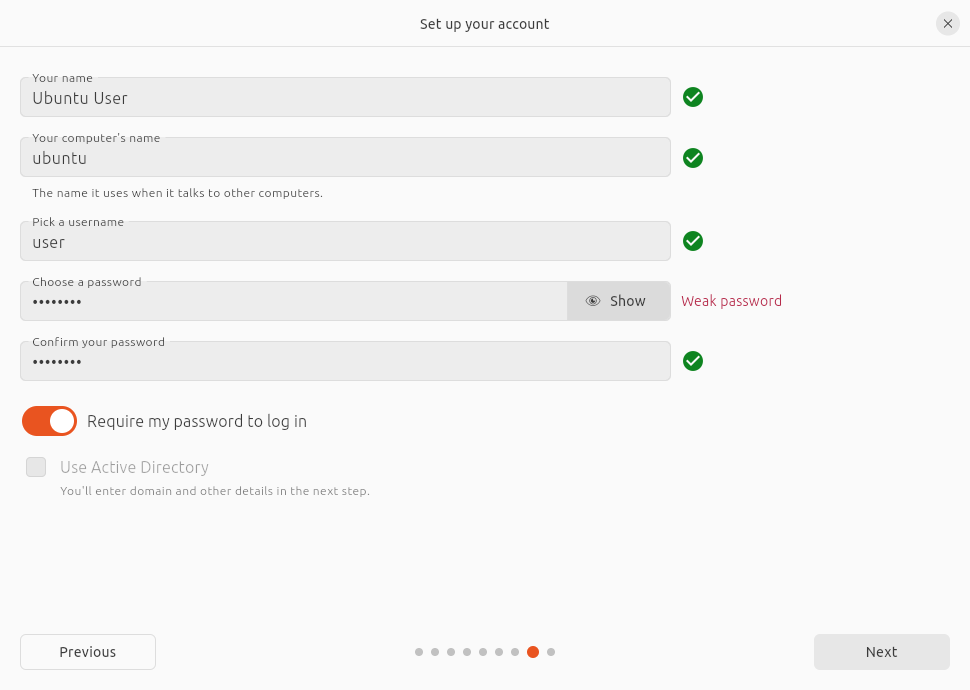 Set up your account
Your name
Ubuntu User
Your computer's name
ubuntu
The name it uses when it talks to other computers.
Pick a username
user
Choose a password
••••••••
Show
Weak password
Confirm your password
••••••••
Require my password to log in
Use Active Directory
You'll enter domain and other details in the next step.
Previous
Next